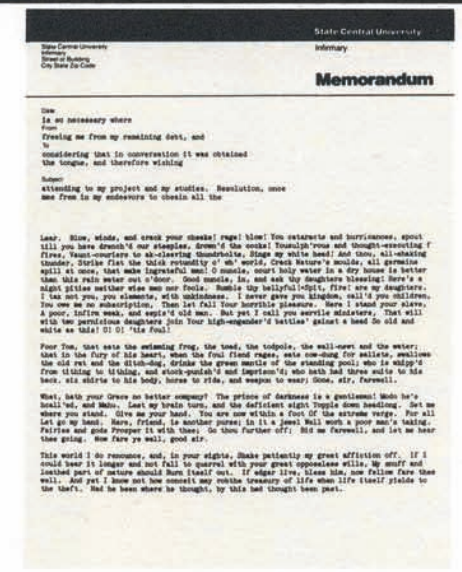 State Central University
State Central University
Infirmary
Street or Building
City State Zip Code
Infirmary
Memorandum
Date
is so necessary where
From
freeing me from my remaining debt, and
To
considering that in conversation it was obtained
the tongue, and therefore wishing
Subject
attending to my project and my studies. Resolution, once
me from in my endeavors to obtain all the
Lear. Blow, winds, and crack your cheeks! rage! blow! You cataracts and hurricanoes, spout
till you have drench'd our steeples, drown'd the cocks! You sulph'rous and thought-executing f
fires, Vaunt-couriers to oak-cleaving thunderbolts, Singe my white head! And thou, all-shaking
thunder, Strike flat the thick rotundity o' th' world, Crack Nature's moulds, all germains
spill at once, that make ingrateful man! O nuncle, court holy water in a dry house is better
than this rain water out o'door. Good nuncle, in, and ask thy daughters blessing! Here's a
night pities neither wise men nor fools. Rumble thy bellyful! Spit, fire! are my daughters.
I tax not you, you elements, with unkindness. I never gave you kingdom, call'd you children,
You owe me no subscription. Then let fall Your horrible pleasure. Here I stand your slave,
A poor, infirm weak, and despis'd old man. But yet I call you servile ministers, That will
with two pernicious daughters join Your high-engender'd battles' gainst a head So old and
white as this! O! O! 'tis foul!
Poor Tom, that eats the swimming frog, the toad, the todpole, the wall-newt and the water;
that in the fury of his heart, when the foul fiend rages, eats cow-dung for sallets, swallows
the old rat and the ditch-dog, drinks the green mantle of the standing pool; who is whipp'd
from tithing to tithing, and stock-punish'd and imprison'd; who hath had three suits to his
back, six shirts to his body, horse to ride, and weapon to wear; Gone, sir, farewell.
What, hath your Grace no better company? The prince of darkness is a gentleman! Modo he's
call'd, and Mahu. Lest my brain turn, and the deficient sight Topple down headlong. Set me
where you stand. Give me your hand. You are now within a foot Of the extreme verge. For all
Let go my hand. Here, friend, is another purse; in it a jewel Well worth a poor man's taking.
Fairies and gods Prosper it with thee; Go thou further off; Bid me farewell, and let me hear
thee going. Now fare ye well, good sir.
This world I do renounce, and, in your sights, Shake patiently my great affliction off. If I
could bear it longer and not fall to quarrel with your great opposeless wills, My snuff and
loathed part of nature should Burn itself out. If edgar live, bless him, now fellow fare thee
well. And yet I know not how conceit may rob the treasury of life when life itself yields to
the theft. Had he been where he thought, by this had thought been past.